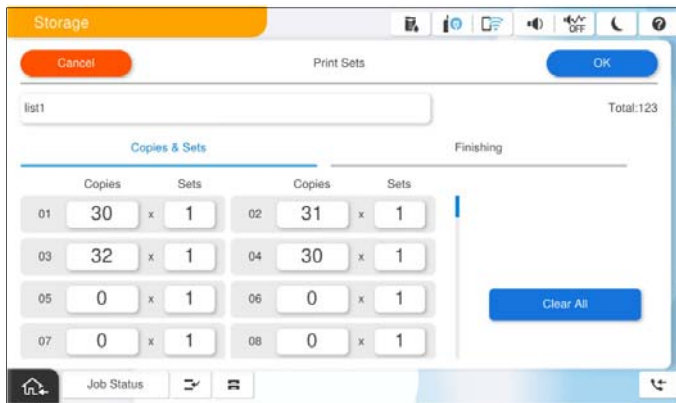 Storage
OFF
Cancel Print Sets OK
list1 Total:123
Copies & Sets Finishing
Copies Sets Copies Sets
01 30 x 1 02 31 x 1
03 32 x 1 04 30 x 1
05 0 x 1 06 0 x 1
Clear All
07 0 x 1 08 0 x 1
Job Status